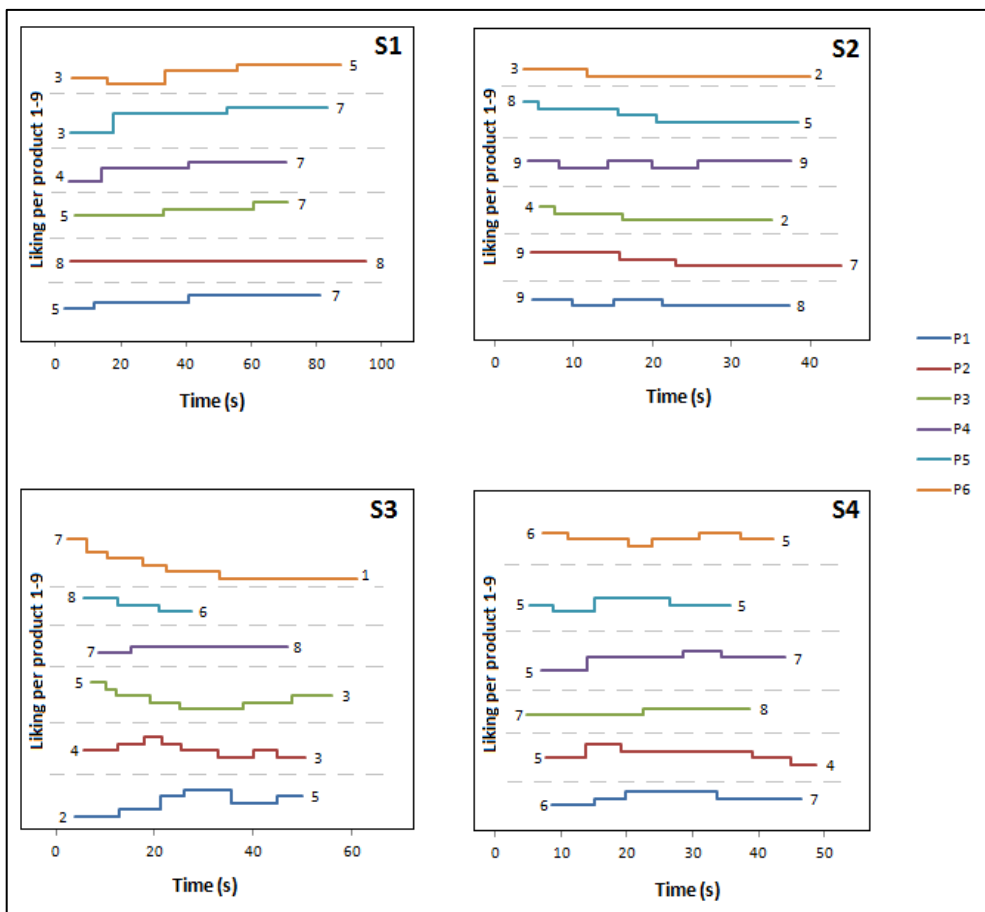 S1
Liking per product 1-9
3 5
3 7
4 7
5 7
8 8
5 7
0 20 40 60 80 100
Time (s)
S2
Liking per product 1-9
3 2
8 5
9 9
4 2
9 7
9 8
0 10 20 30 40
Time (s)
P1
P2
P3
P4
P5
P6
S3
Liking per product 1-9
7 1
8 6
7 8
5 3
4 3
2 5
0 20 40 60
Time (s)
S4
Liking per product 1-9
6 5
5 5
5 7
7 8
5 4
6 7
0 10 20 30 40 50
Time (s)